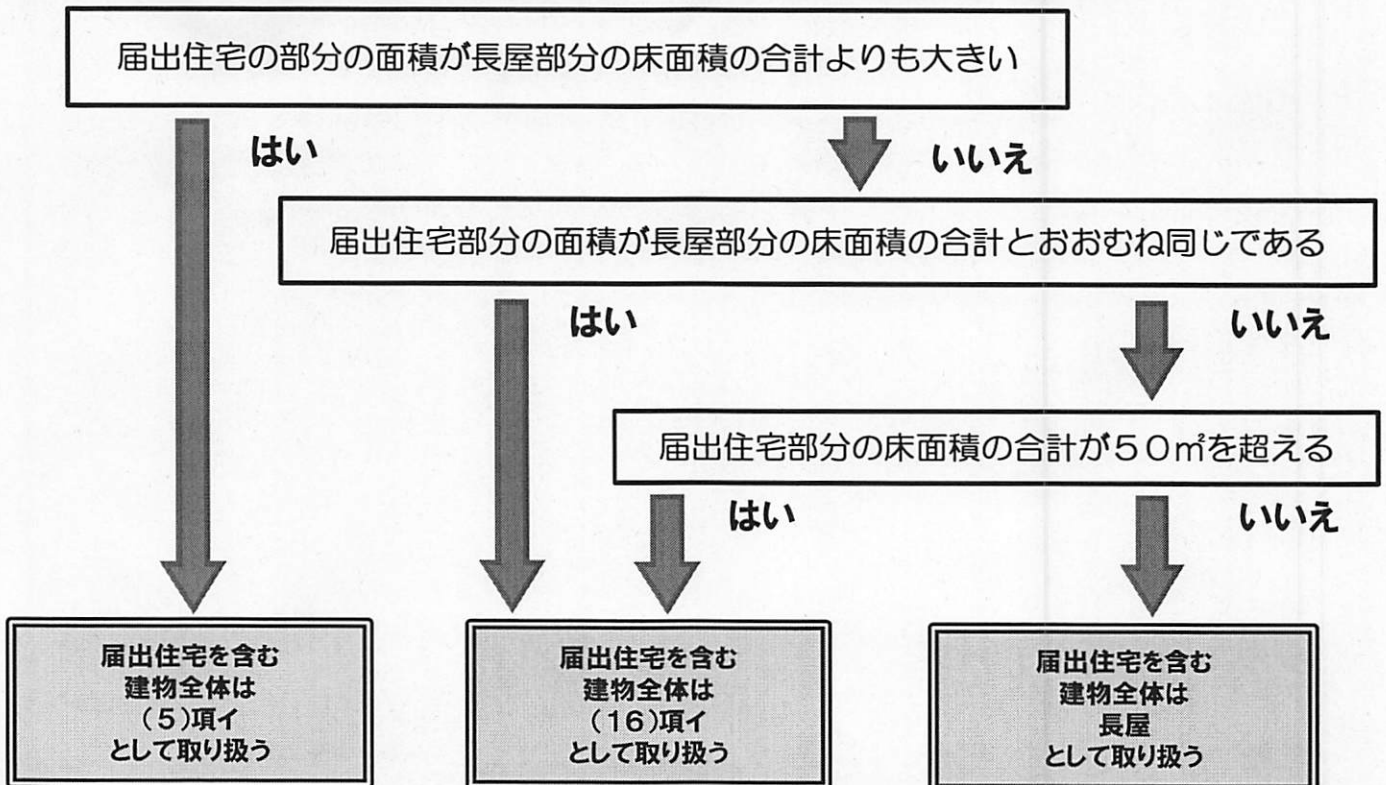 届出住宅の部分の面積が長屋部分の床面積の合計よりも大きい
はい
いいえ
届出住宅部分の面積が長屋部分の床面積の合計とおおむね同じである
はい
いいえ
届出住宅部分の床面積の合計が50㎡を超える
はい
いいえ
届出住宅を含む
建物全体は
(5)項イ
として取り扱う
届出住宅を含む
建物全体は
(16)項イ
として取り扱う
届出住宅を含む
建物全体は
長屋
として取り扱う